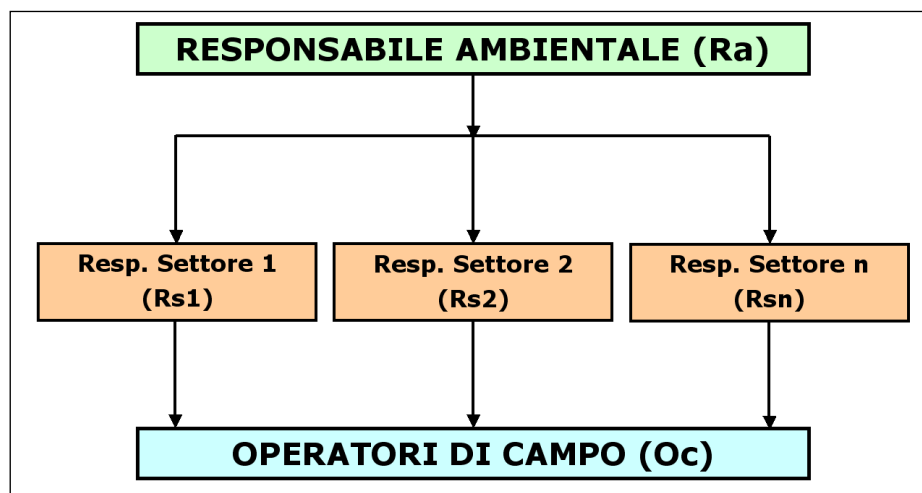 RESPONSABILE AMBIENTALE (Ra)
Resp. Settore 1
(Rs1)
Resp. Settore 2
(Rs2)
Resp. Settore n
(Rsn)
OPERATORI DI CAMPO (Oc)